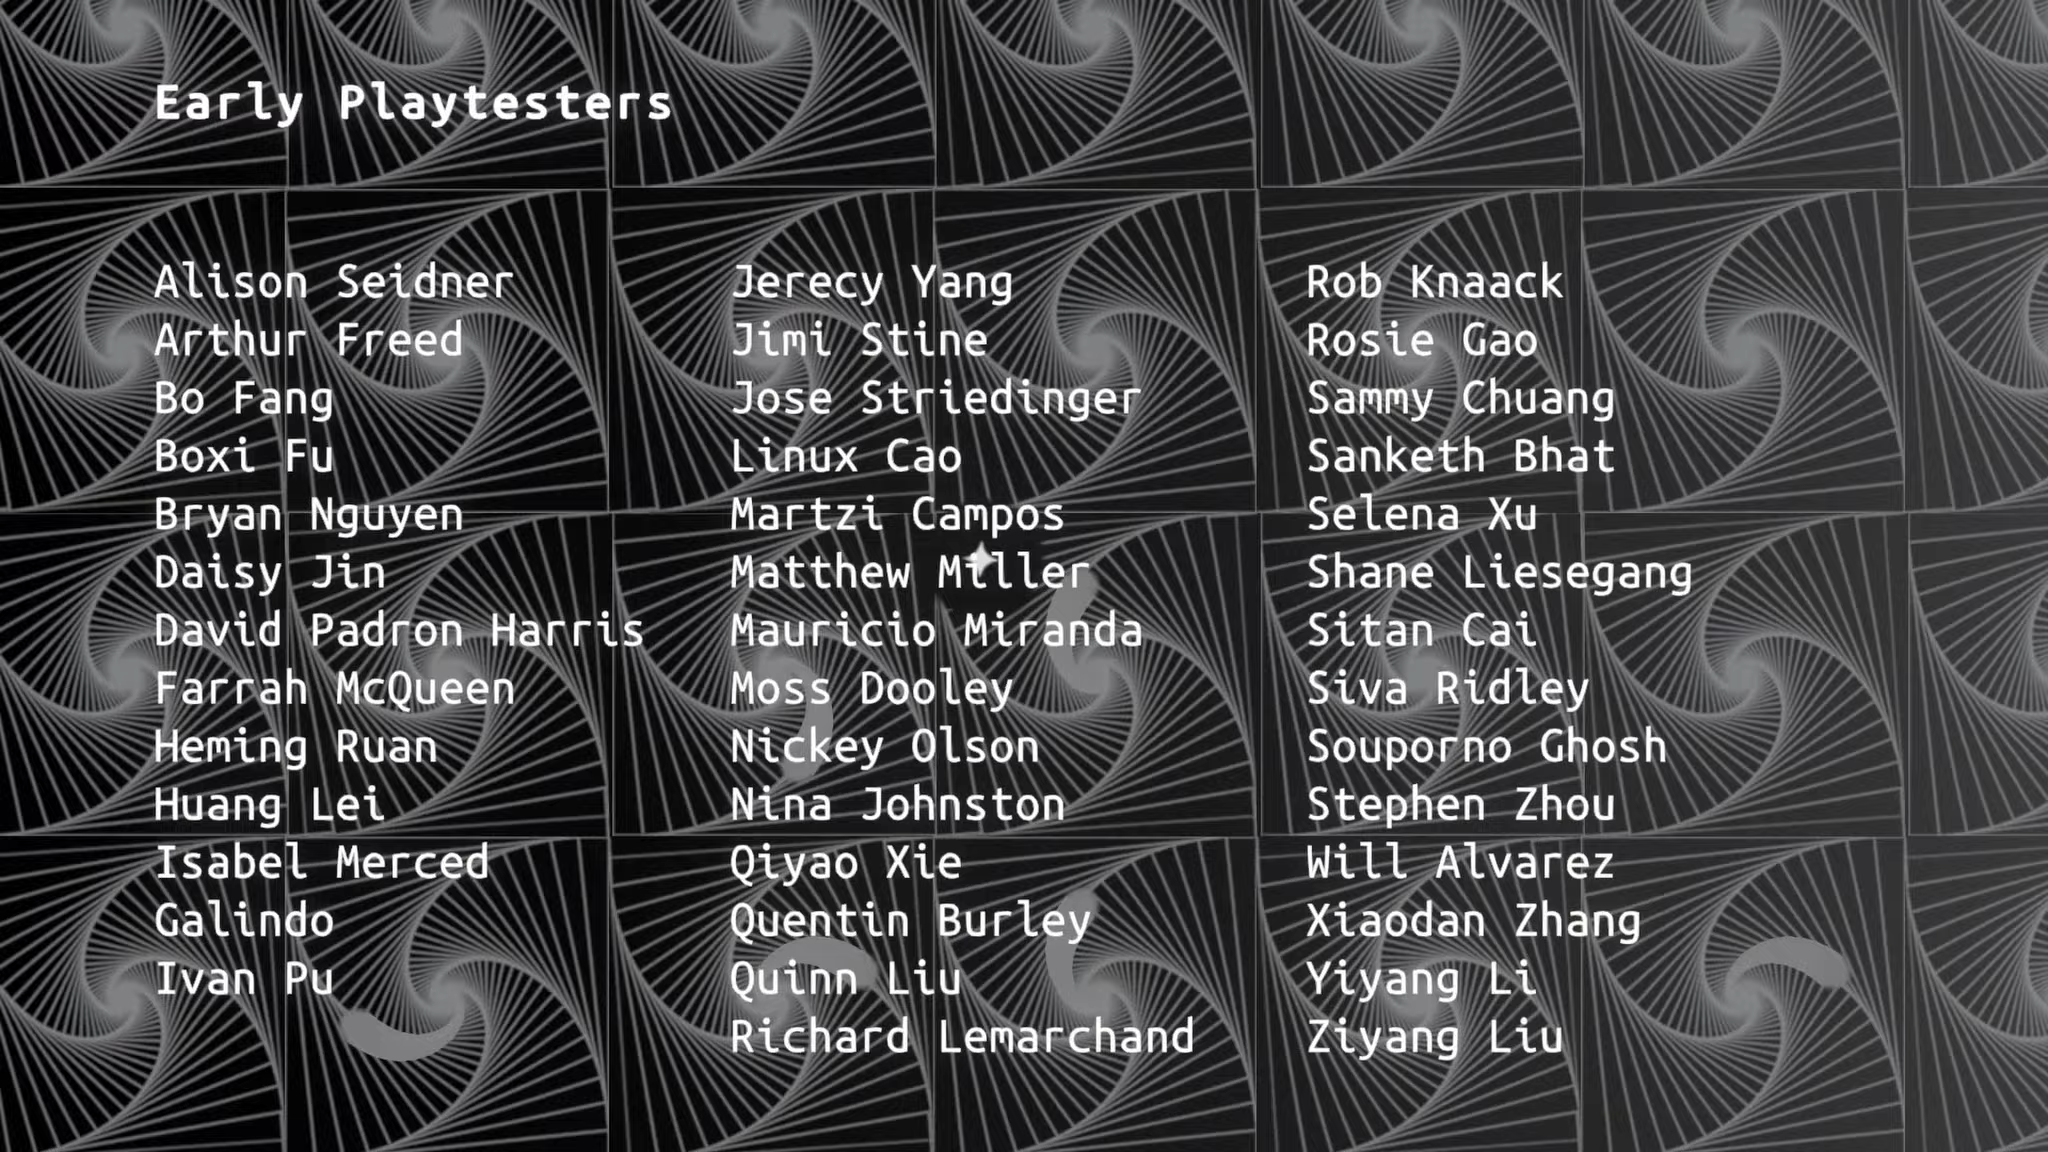 Early Playtesters
Alison Seidner
Arthur Freed
Bo Fang
Boxi Fu
Bryan Nguyen
Daisy Jin
David Padron Harris
Farrah McQueen
Heming Ruan
Huang Lei
Isabel Merced
Galindo
Ivan Pu
Jerecy Yang
Jimi Stine
Jose Striedinger
Linux Cao
Martzi Campos
Matthew Miller
Mauricio Miranda
Moss Dooley
Nickey Olson
Nina Johnston
Qiyao Xie
Quentin Burley
Quinn Liu
Richard Lemarchand
Rob Knaack
Rosie Gao
Sammy Chuang
Sanketh Bhat
Selena Xu
Shane Liesegang
Sitan Cai
Siva Ridley
Souporno Ghosh
Stephen Zhou
Will Alvarez
Xiaodan Zhang
Yiyang Li
Ziyang Liu